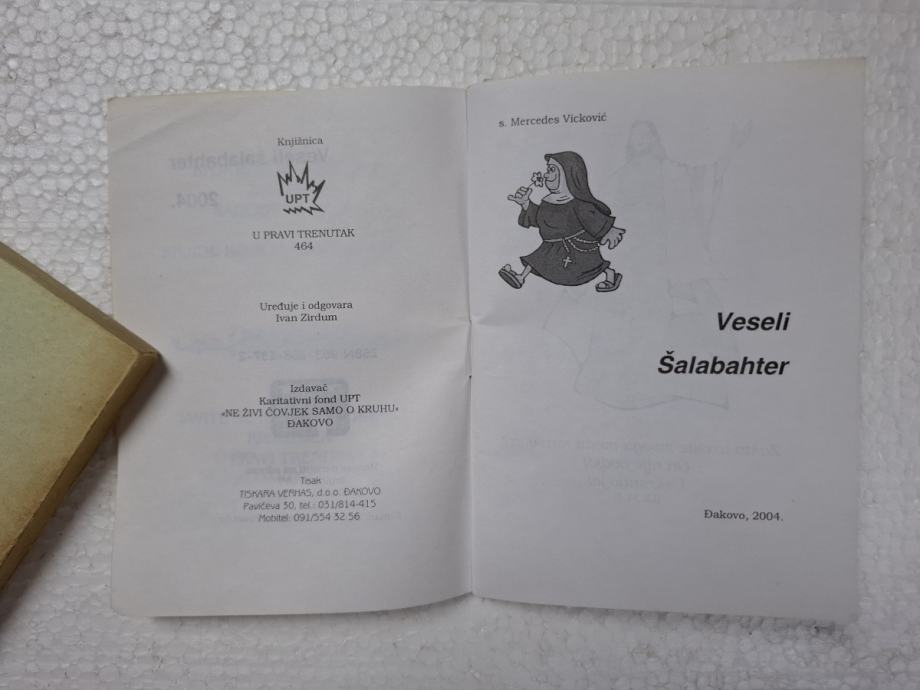 Knjižnica
UPT
U PRAVI TRENUTAK
464
Uređuje i odgovara
Ivan Zirdum
Izdavač
Karitativni fond UPT
«NE ŽIVI ČOVJEK SAMO O KRUHU»
ĐAKOVO
Tisak
TISKARA VERHAS, d.o.o. ĐAKOVO
Pavićeva 30, tel.: 031/814-415
Mobitel: 091/554 32 56
s. Mercedes Vicković
Veseli
Šalabahter
Đakovo, 2004.